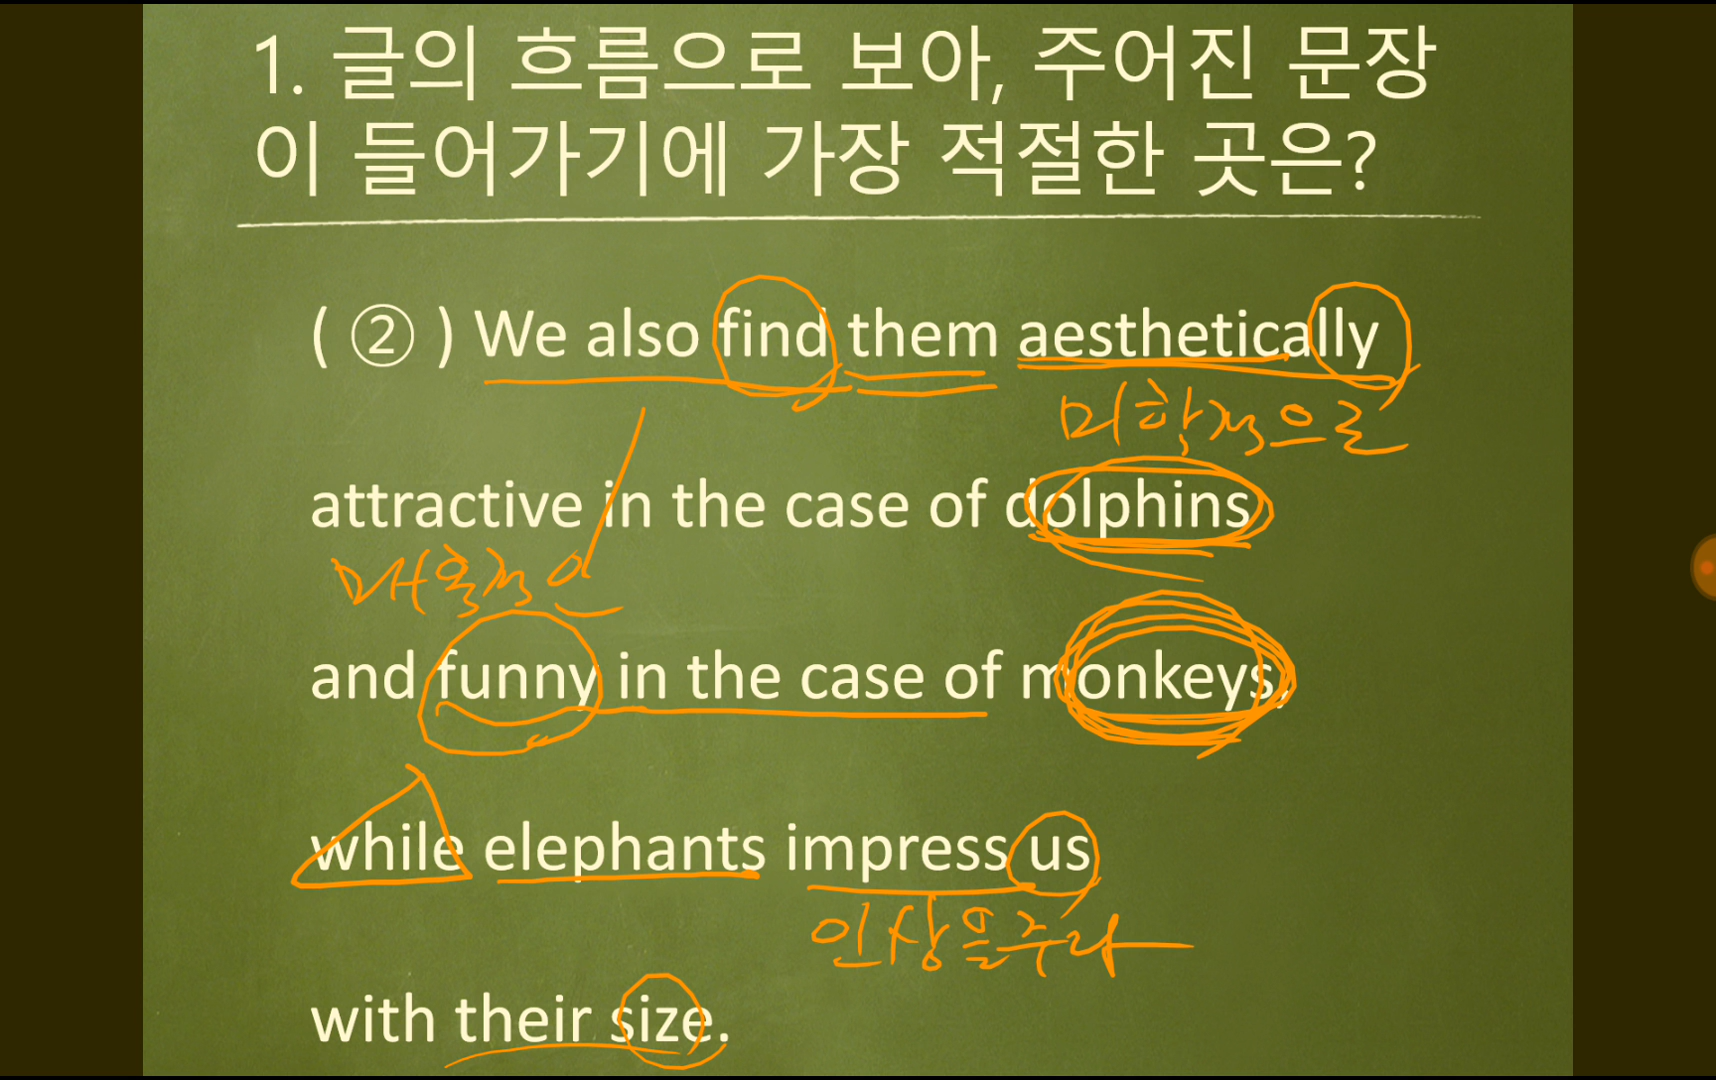 1. 글의 흐름으로 보아, 주어진 문장
이 들어가기에 가장 적절한 곳은?
( ② ) We also find them aesthetically
미학적으로
attractive in the case of dolphins
매혹적인
and funny in the case of monkeys,
while elephants impress us
인상을주다
with their size.